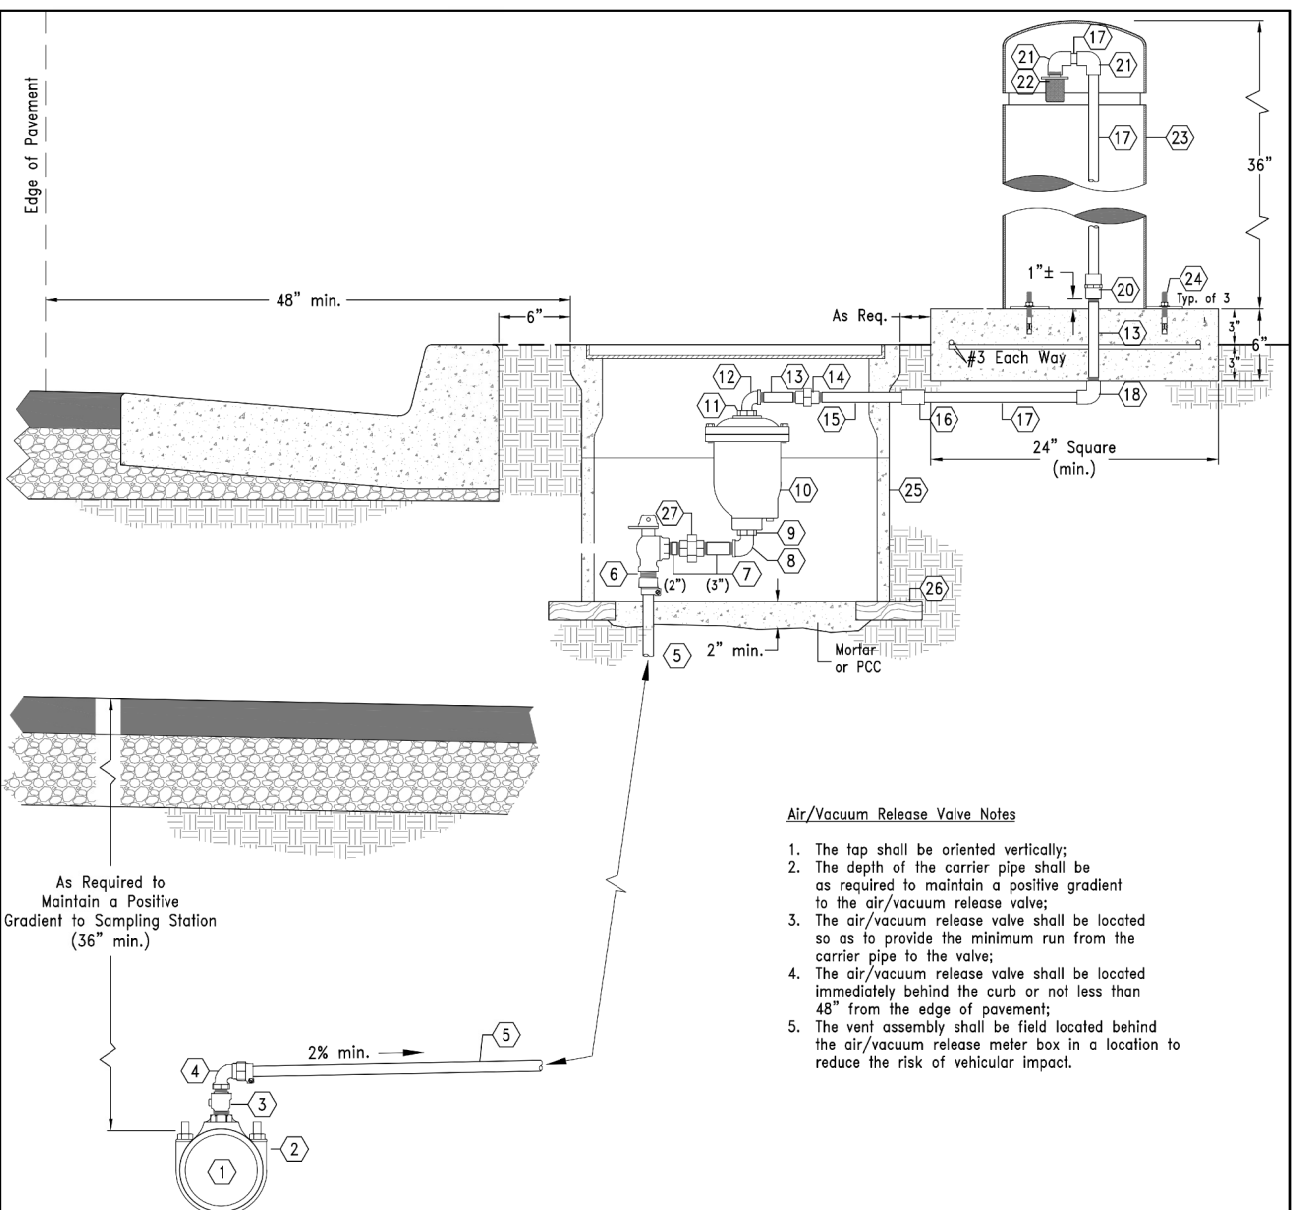 Edge of Pavement
17
21
21
22
17
23
36"
1"±
24
20
Typ. of 3
48" min.
6"
As Req.
13
3"
6"
3"
#3 Each Way
12
13
14
18
11
15
16
17
24" Square
(min.)
10
25
27
9
8
6
(2")
(3")
7
26
5
2" min.
Mortar
or PCC
As Required to
Maintain a Positive
Gradient to Sampling Station
(36" min.)
Air/Vacuum Release Valve Notes
1. The tap shall be oriented vertically;
2. The depth of the carrier pipe shall be
as required to maintain a positive gradient
to the air/vacuum release valve;
3. The air/vacuum release valve shall be located
so as to provide the minimum run from the
carrier pipe to the valve;
4. The air/vacuum release valve shall be located
immediately behind the curb or not less than
48" from the edge of pavement;
5. The vent assembly shall be field located behind
the air/vacuum release meter box in a location to
reduce the risk of vehicular impact.
2% min.
5
4
3
2
1